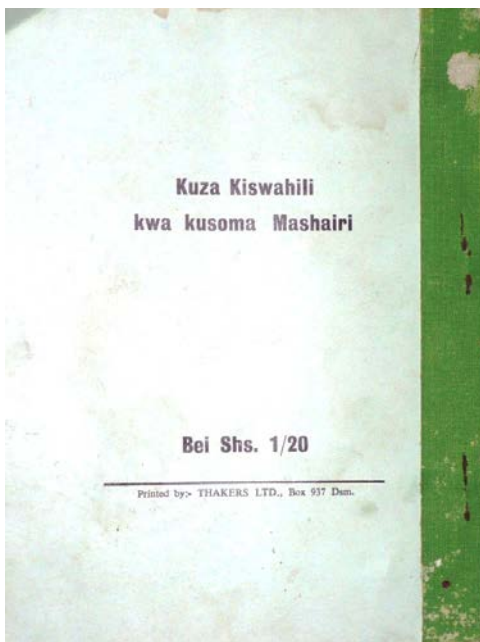 Kuza Kiswahili
kwa kusoma Mashairi
Bei Shs. 1/20
Printed by:- THAKERS LTD., Box 937 Dsm.